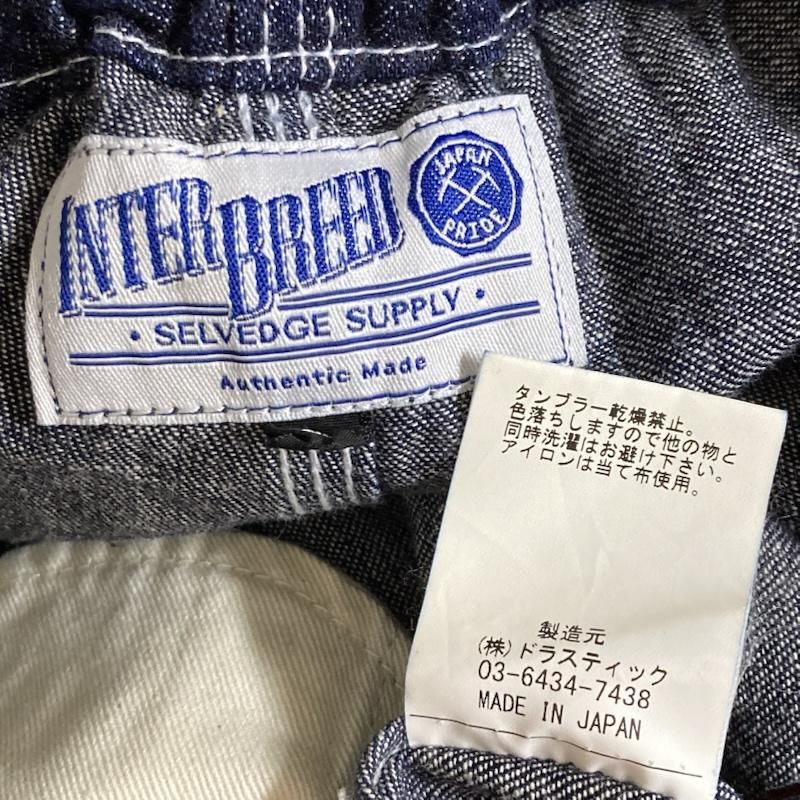 INTERBREED
JAPAN
PRIDE
• SELVEDGE SUPPLY •
Authentic Made
タンブラー乾燥禁止。
色落ちしますので他の物と
同時洗濯はお避け下さい。
アイロンは当て布使用。
製造元
(株)ドラスティック
03-6434-7438
MADE IN JAPAN